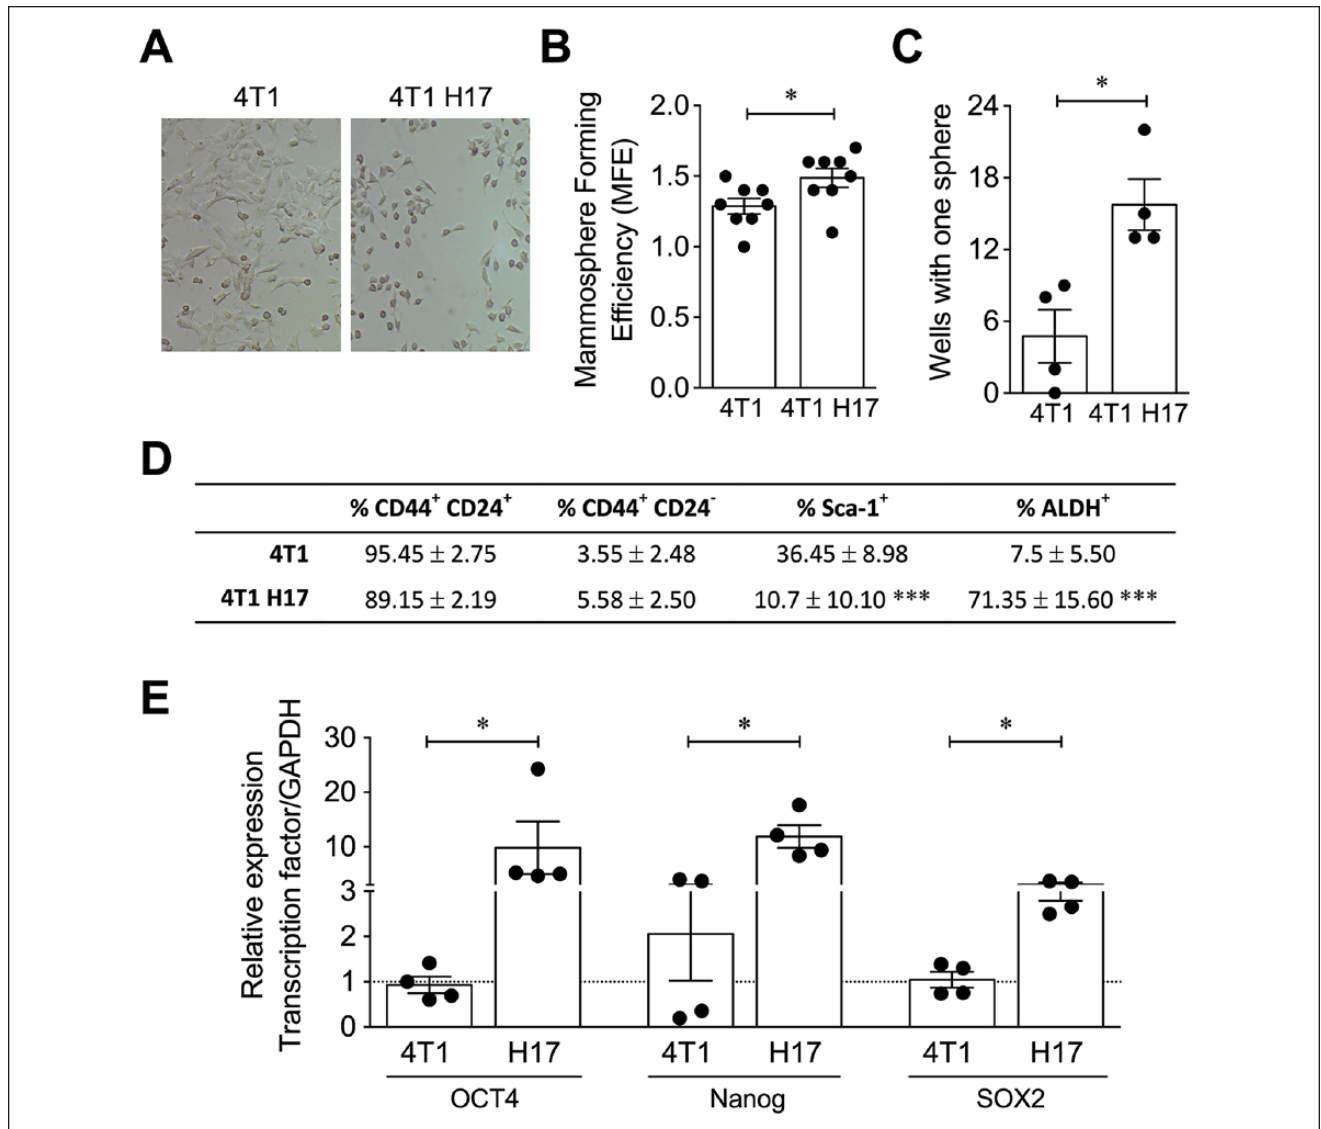 A
4T1
4T1 H17
B
Mammosphere Forming
Efficiency (MFE)
2.0
1.5
1.0
0.5
0.0
*
4T1
4T1 H17
C
Wells with one sphere
24
18
12
6
0
*
4T1
4T1 H17
D
% CD44⁺ CD24⁺ % CD44⁺ CD24⁻ % Sca-1⁺ % ALDH⁺
4T1 95.45 ± 2.75 3.55 ± 2.48 36.45 ± 8.98 7.5 ± 5.50
4T1 H17 89.15 ± 2.19 5.58 ± 2.50 10.7 ± 10.10 *** 71.35 ± 15.60 ***
E
Relative expression
Transcription factor/GAPDH
30
20
10
3
2
1
0
* * *
4T1 H17 4T1 H17 4T1 H17
OCT4 Nanog SOX2